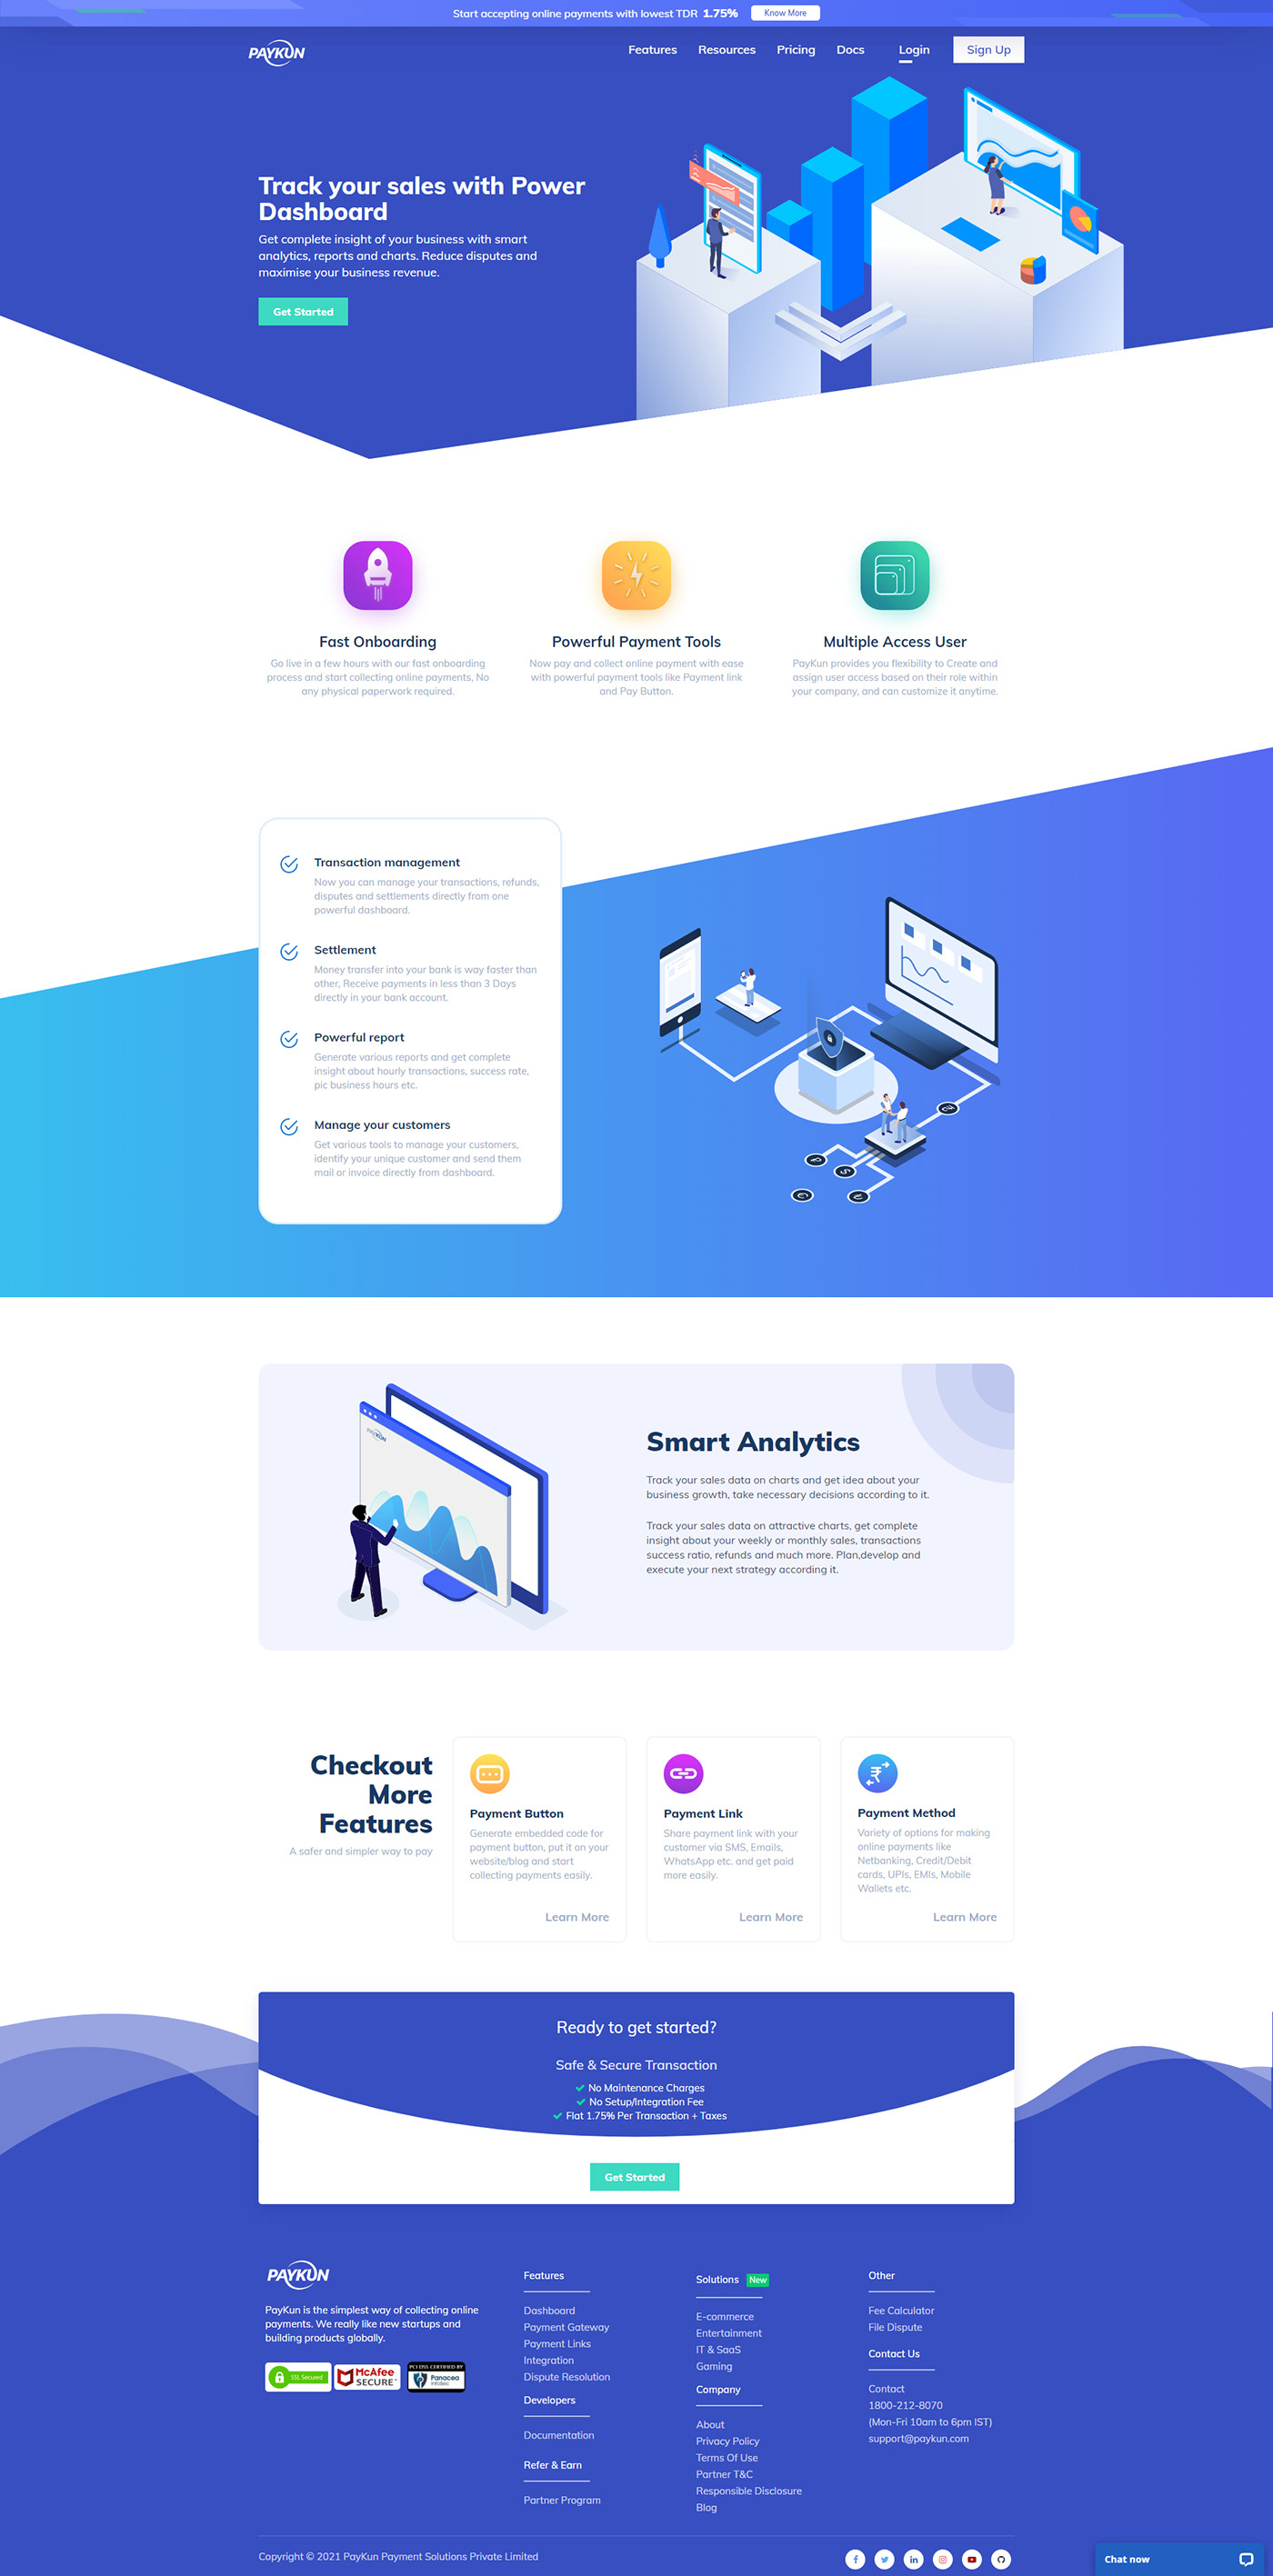 Start accepting online payments with lowest TDR 1.75% Know More
PAYKUN
Features Resources Pricing Docs Login Sign Up
Track your sales with Power
Dashboard
Get complete insight of your business with smart
analytics, reports and charts. Reduce disputes and
maximise your business revenue.
Get Started
Fast Onboarding
Go live in a few hours with our fast onboarding
process and start collecting online payments, No
any physical paperwork required.
Powerful Payment Tools
Now pay and collect online payment with ease
with powerful payment tools like Payment link
and Pay Button.
Multiple Access User
PayKun provides you flexibility to Create and
assign user access based on their role within
your company, and can customize it anytime.
Transaction management
Now you can manage your transactions, refunds,
disputes and settlements directly from one
powerful dashboard.
Settlement
Money transfer into your bank is way faster than
other, Receive payments in less than 3 Days
directly in your bank account.
Powerful report
Generate various reports and get complete
insight about hourly transactions, success rate,
pic business hours etc.
Manage your customers
Get various tools to manage your customers,
identify your unique customer and send them
mail or invoice directly from dashboard.
PAYKUN
Smart Analytics
Track your sales data on charts and get idea about your
business growth, take necessary decisions according to it.
Track your sales data on attractive charts, get complete
insight about your weekly or monthly sales, transactions
success ratio, refunds and much more. Plan,develop and
execute your next strategy according it.
Checkout
More
Features
A safer and simpler way to pay
Payment Button
Generate embedded code for
payment button, put it on your
website/blog and start
collecting payments easily.
Learn More
Payment Link
Share payment link with your
customer via SMS, Emails,
WhatsApp etc. and get paid
more easily.
Learn More
₹
Payment Method
Variety of options for making
online payments like
Netbanking, Credit/Debit
cards, UPIs, EMIs, Mobile
Wallets etc.
Learn More
Ready to get started?
Safe & Secure Transaction
No Maintenance Charges
No Setup/Integration Fee
Flat 1.75% Per Transaction + Taxes
Get Started
PAYKUN
PayKun is the simplest way of collecting online
payments. We really like new startups and
building products globally.
SSL Secured
McAfee
SECURE
PCI DSS CERTIFIED BY
Panacea
InfoSec
Features
Dashboard
Payment Gateway
Payment Links
Integration
Dispute Resolution
Developers
Documentation
Refer & Earn
Partner Program
Solutions New
E-commerce
Entertainment
IT & SaaS
Gaming
Company
About
Privacy Policy
Terms Of Use
Partner T&C
Responsible Disclosure
Blog
Other
Fee Calculator
File Dispute
Contact Us
Contact
1800-212-8070
(Mon-Fri 10am to 6pm IST)
support@paykun.com
Copyright © 2021 PayKun Payment Solutions Private Limited
Chat now